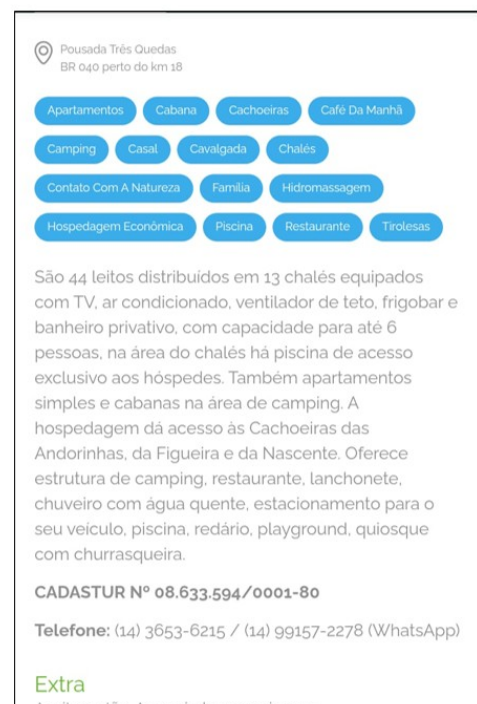 Pousada Três Quedas
BR 040 perto do km 18
Apartamentos Cabana Cachoeiras Café Da Manhã
Camping Casal Cavalgada Chalés
Contato Com A Natureza Família Hidromassagem
Hospedagem Econômica Piscina Restaurante Tirolesas
São 44 leitos distribuídos em 13 chalés equipados
com TV, ar condicionado, ventilador de teto, frigobar e
banheiro privativo, com capacidade para até 6
pessoas, na área do chalés há piscina de acesso
exclusivo aos hóspedes. Também apartamentos
simples e cabanas na área de camping. A
hospedagem dá acesso às Cachoeiras das
Andorinhas, da Figueira e da Nascente. Oferece
estrutura de camping, restaurante, lanchonete,
chuveiro com água quente, estacionamento para o
seu veículo, piscina, redário, playground, quiosque
com churrasqueira.
CADASTUR Nº 08.633.594/0001-80
Telefone: (14) 3653-6215 / (14) 99157-2278 (WhatsApp)
Extra